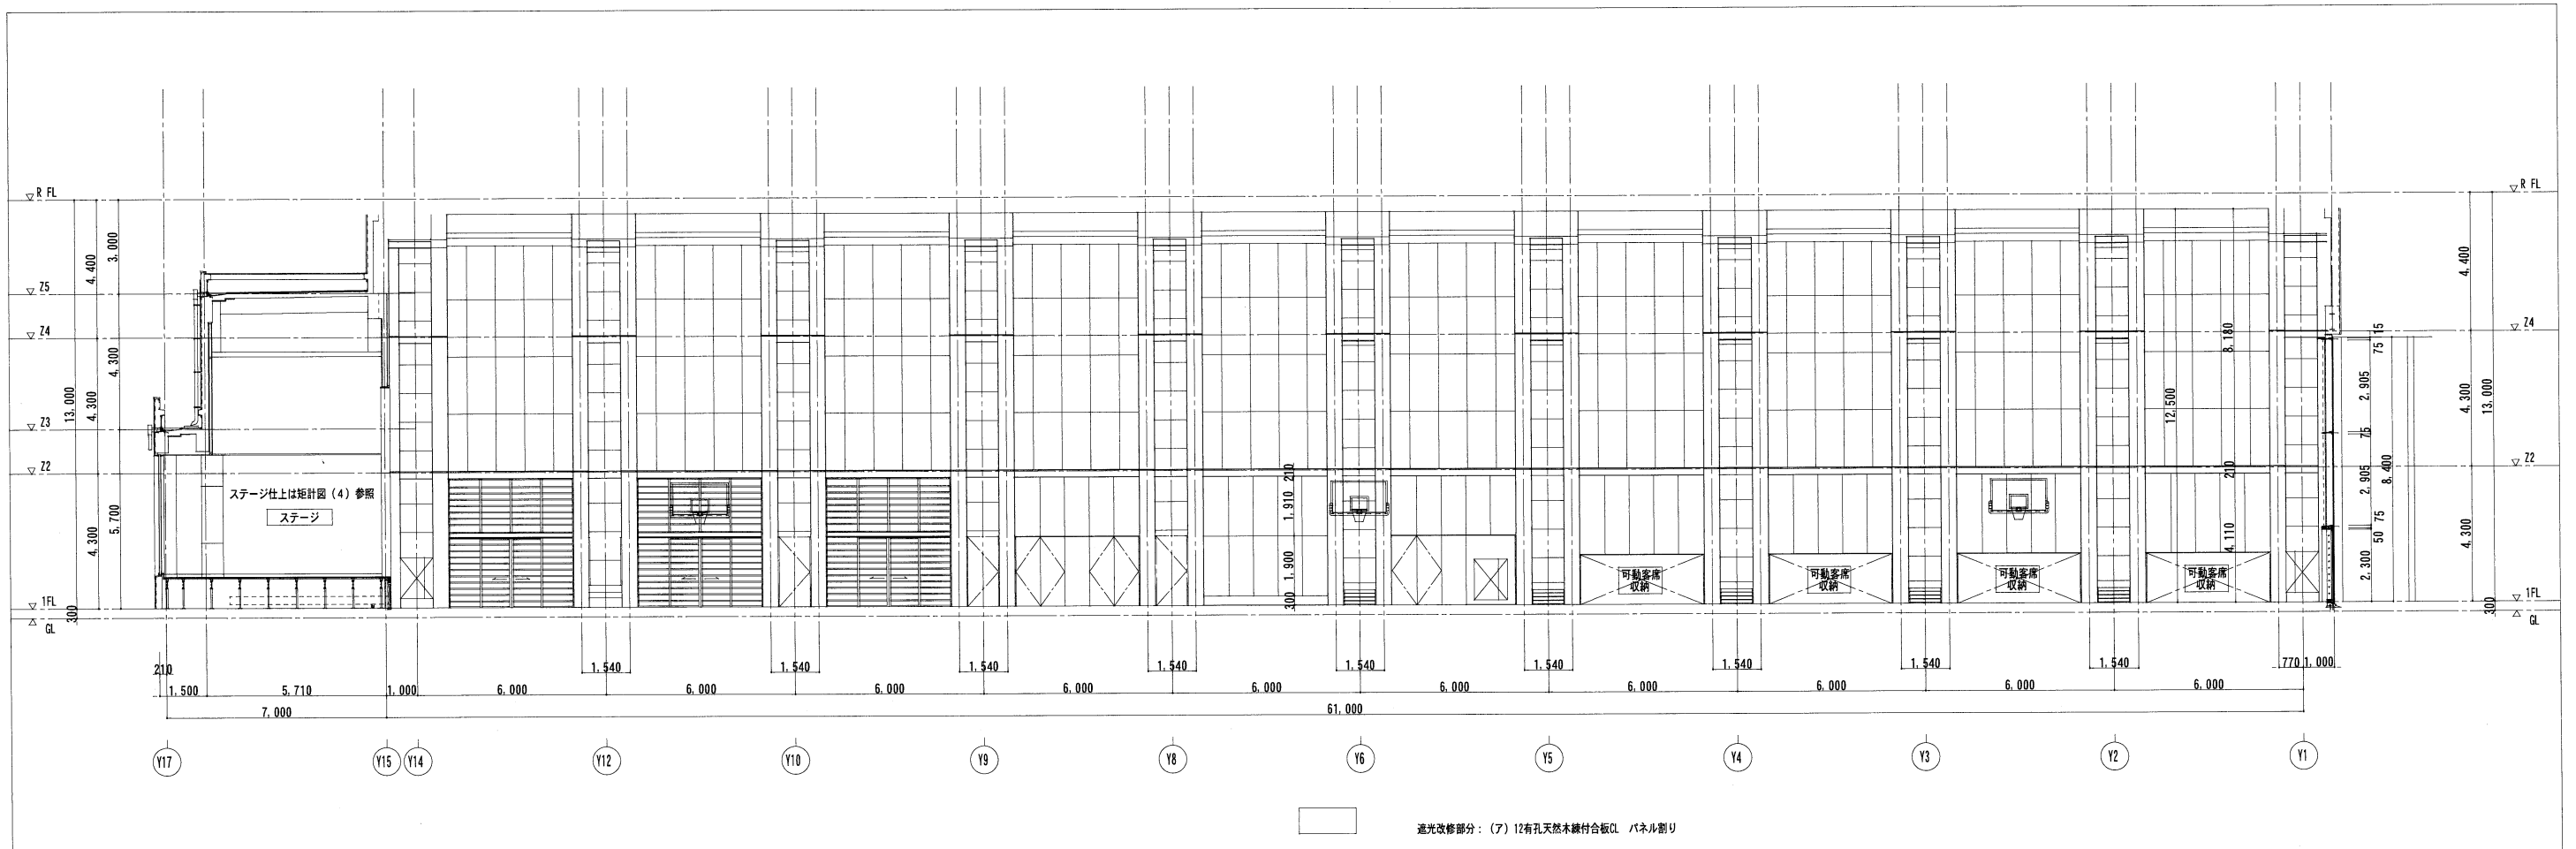 R FL
R FL
3,000
4,400
4,400
Z5
Z4
Z4
15
75
8,180
4,300
2,905
13,000
4,300
12,500
4,300
13,000
Z3
75
Z2
Z2
210
210
2,905
8,400
ステージ仕上は矩計図（4）参照
ステージ
1,910
5,700
4,300
4,110
75
50
4,300
1,900
2,300
可動客席
収納
可動客席
収納
可動客席
収納
可動客席
収納
1FL
300
1FL
300
GL
300
GL
210
1,540
1,540
1,540
1,540
1,540
1,540
1,540
1,540
1,540
770
1,000
1,500
5,710
1,000
6,000
6,000
6,000
6,000
6,000
6,000
6,000
6,000
6,000
6,000
7,000
61,000
Y17
Y15
Y14
Y12
Y10
Y9
Y8
Y6
Y5
Y4
Y3
Y2
Y1
遮光改修部分：（ア）12有孔天然木練付合板CL　パネル割り